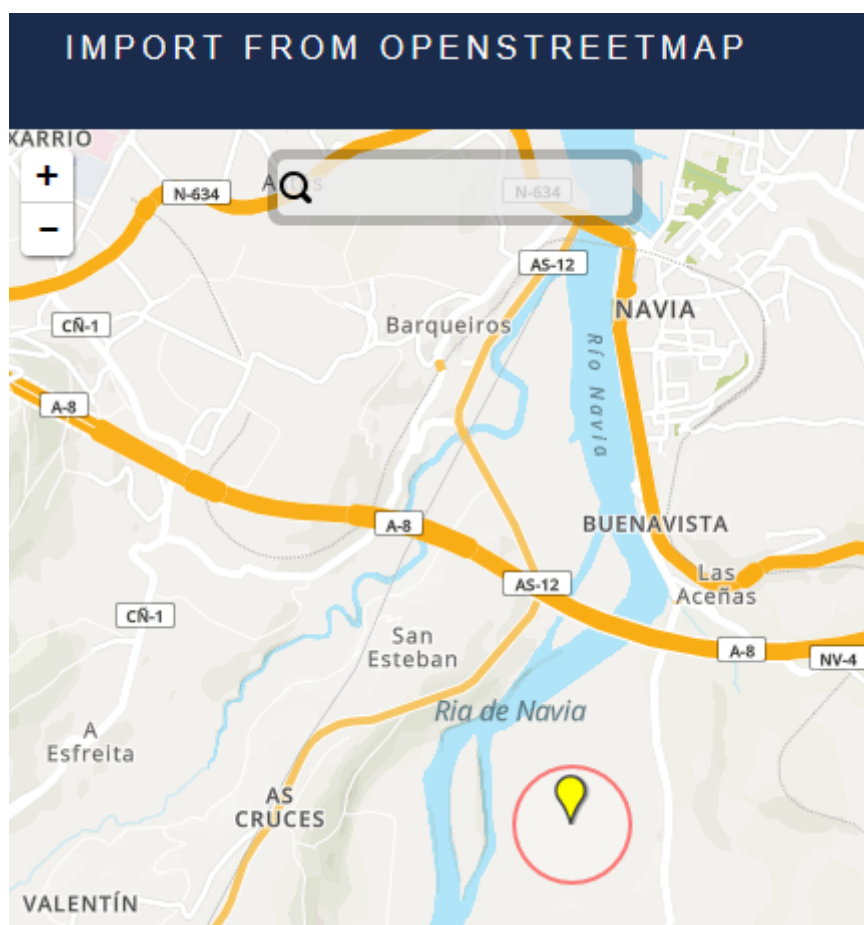 IMPORT FROM OPENSTREETMAP
XARRIO
+
−
N-634
N-634
AS-12
CÑ-1
Barqueiros
NAVIA
Río Navia
A-8
A-8
BUENAVISTA
Las
Aceñas
AS-12
CÑ-1
San
Esteban
A-8
NV-4
Ria de Navia
A
Esfreita
AS
CRUCES
VALENTÍN